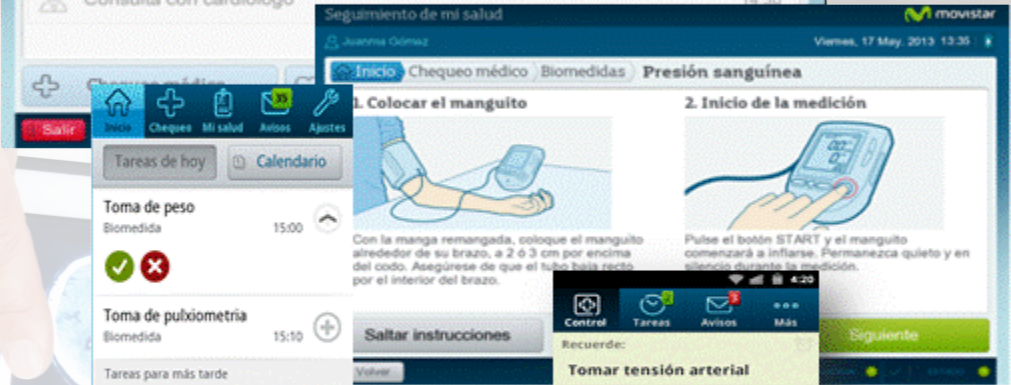 Consulta con cardiólogo
Salir
Seguimiento de mi salud
movistar
Juanma Gómez
Viernes, 17 May. 2013 13:35
Inicio
Chequeo médico
Biomedidas
Presión sanguínea
1. Colocar el manguito
2. Inicio de la medición
Con la manga remangada, coloque el manguito
alrededor de su brazo, a 2 ó 3 cm por encima
del codo. Asegúrese de que el tubo baja recto
por el interior del brazo.
Pulse el botón START y el manguito
comenzará a inflarse. Permanezca quieto y en
silencio durante la medición.
Saltar instrucciones
Siguiente
Volver
35
Inicio
Chequeo
Mi salud
Avisos
Ajustes
Tareas de hoy
Calendario
Toma de peso
Biomedida
15:00
Toma de pulxiometria
Biomedida
15:10
Tareas para más tarde
4:20
2
3
Control
Tareas
Avisos
Más
Recuerde:
Tomar tensión arterial